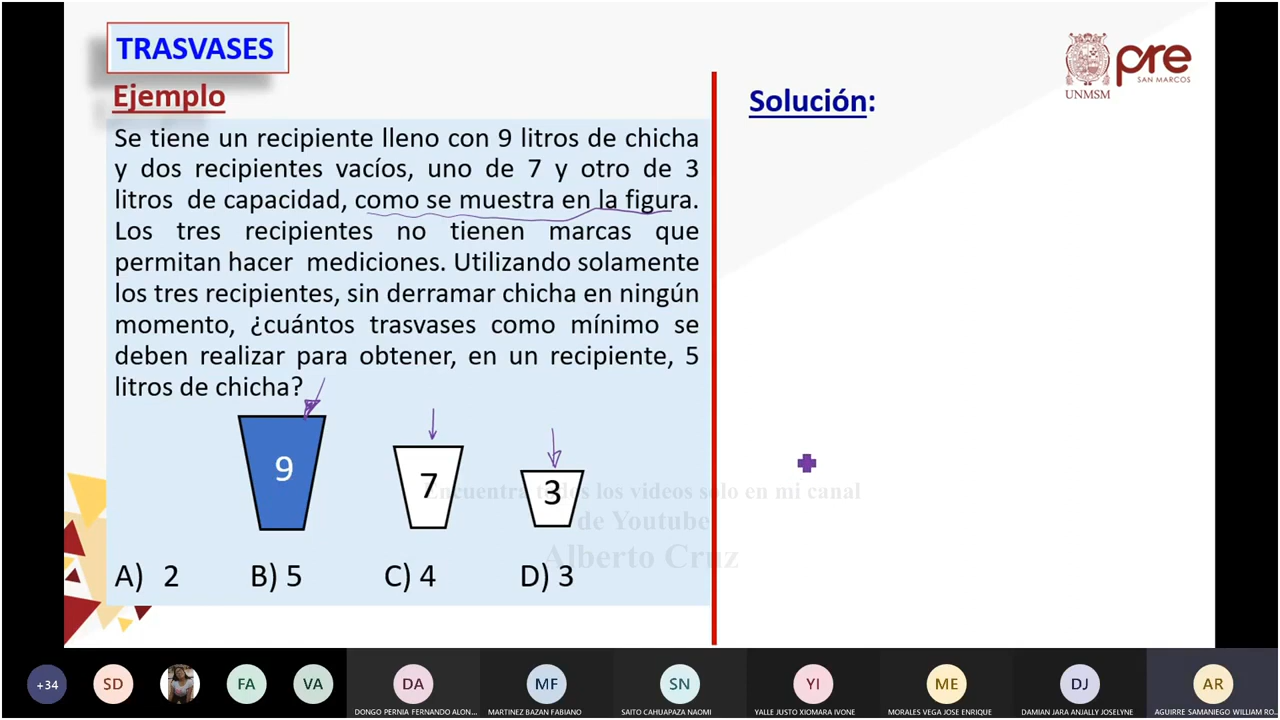 TRASVASES
Ejemplo
Se tiene un recipiente lleno con 9 litros de chicha
y dos recipientes vacíos, uno de 7 y otro de 3
litros de capacidad, como se muestra en la figura.
Los tres recipientes no tienen marcas que
permitan hacer mediciones. Utilizando solamente
los tres recipientes, sin derramar chicha en ningún
momento, ¿cuántos trasvases como mínimo se
deben realizar para obtener, en un recipiente, 5
litros de chicha?
9
7
3
A) 2 B) 5 C) 4 D) 3
Solución:
pre
SAN MARCOS
UNMSM
Encuentra todos los videos solo en mi canal
de Youtube
Alberto Cruz
+34
SD
FA
VA
DA
MF
SN
YI
ME
DJ
AR
DONGO PERNIA FERNANDO ALON...
MARTINEZ BAZAN FABIANO
SAITO CAHUAPAZA NAOMI
YALLE JUSTO XIOMARA IVONE
MORALES VEGA JOSE ENRIQUE
DAMIAN JARA ANJALLY JOSELYNE
AGUIRRE SAMANIEGO WILLIAM RO...